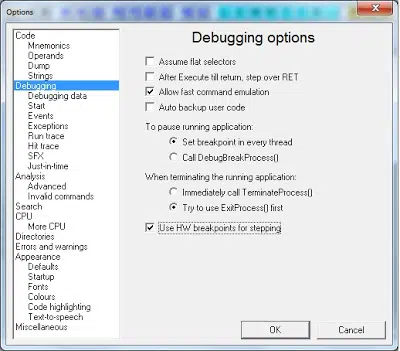 Options
Code
Mnemonics
Operands
Dump
Strings
Debugging
Debugging data
Start
Events
Exceptions
Run trace
Hit trace
SFX
Just-in-time
Analysis
Advanced
Invalid commands
Search
CPU
More CPU
Directories
Errors and warnings
Appearance
Defaults
Startup
Fonts
Colours
Code highlighting
Text-to-speech
Miscellaneous
Debugging options
Assume flat selectors
After Execute till return, step over RET
Allow fast command emulation
Auto backup user code
To pause running application:
Set breakpoint in every thread
Call DebugBreakProcess()
When terminating the running application:
Immediately call TerminateProcess()
Try to use ExitProcess() first
Use HW breakpoints for stepping
OK
Cancel